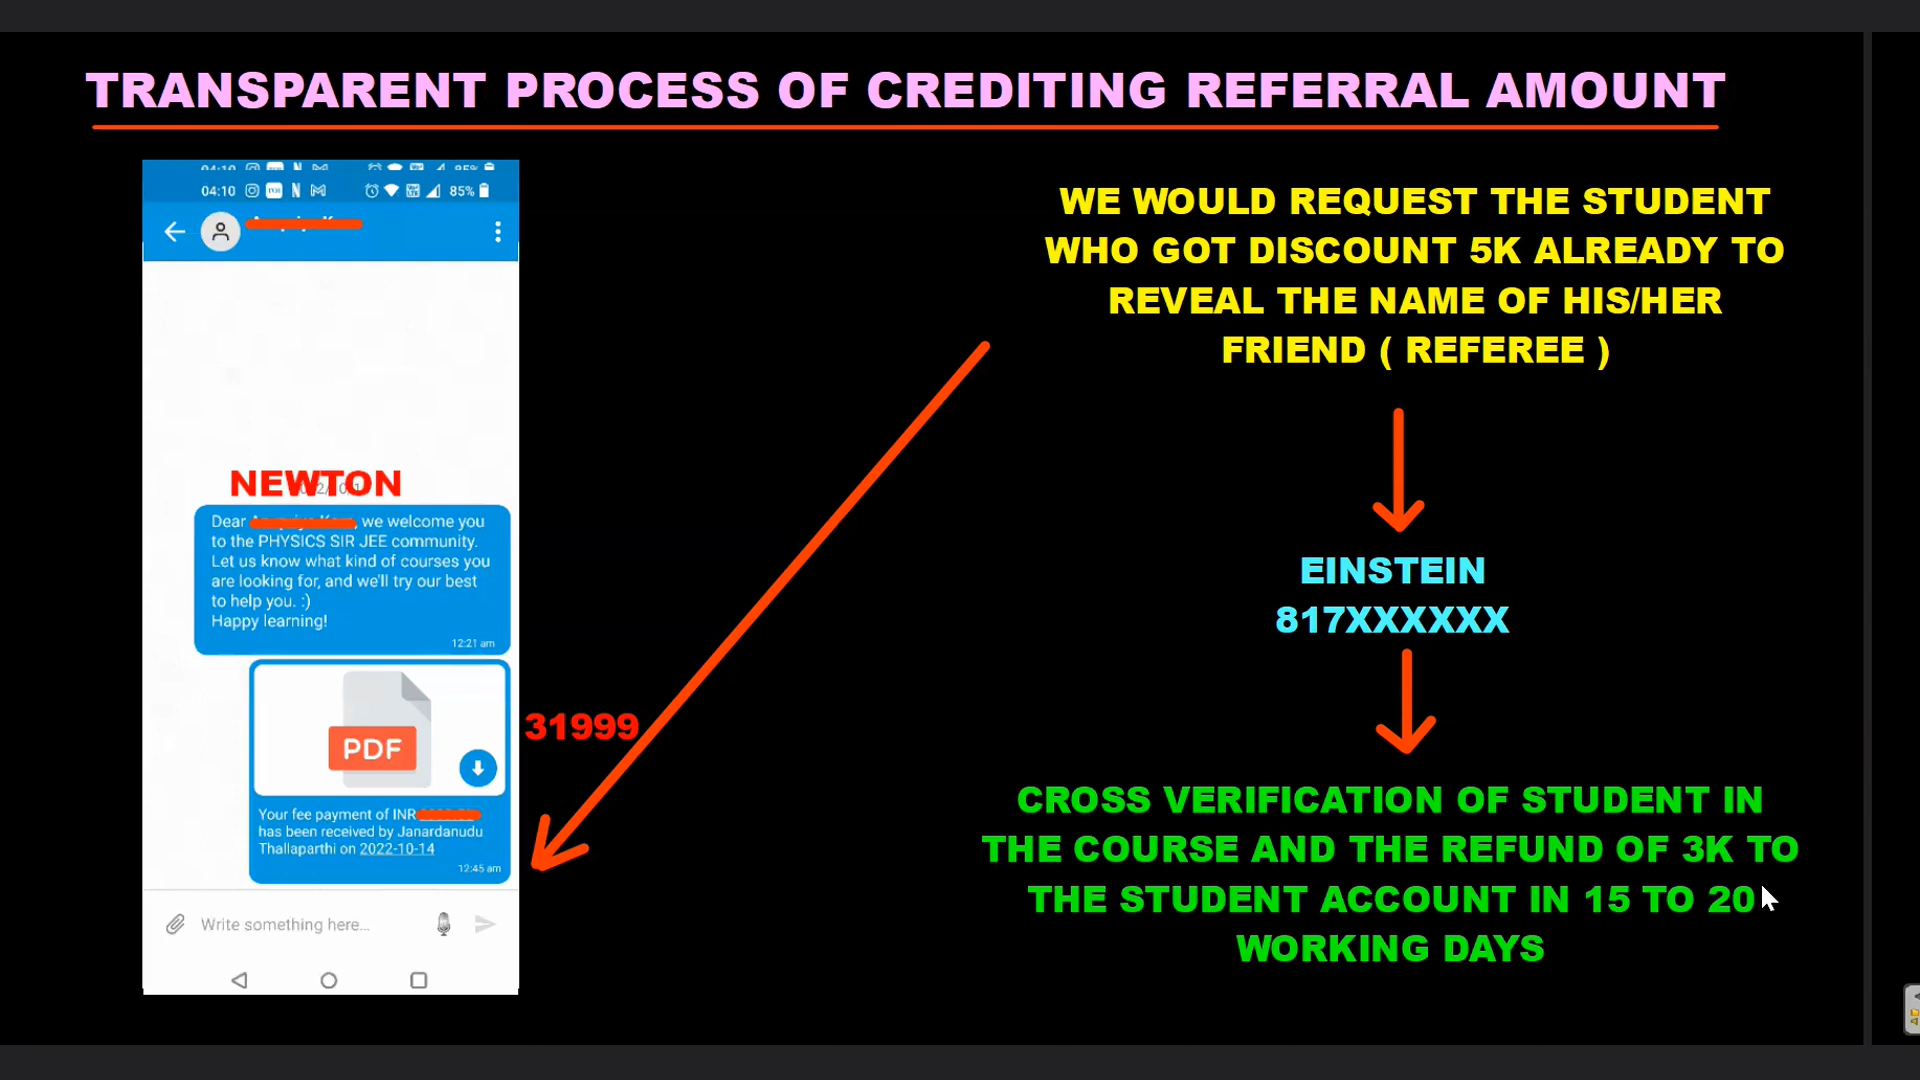 TRANSPARENT PROCESS OF CREDITING REFERRAL AMOUNT
04:10 85%
04:10 85%
NEWTON
Dear , we welcome you
to the PHYSICS SIR JEE community.
Let us know what kind of courses you
are looking for, and we'll try our best
to help you. :)
Happy learning!
12:21 am
PDF
31999
Your fee payment of INR
has been received by Janardanudu
Thallaparthi on 2022-10-14
12:45 am
Write something here...
WE WOULD REQUEST THE STUDENT
WHO GOT DISCOUNT 5K ALREADY TO
REVEAL THE NAME OF HIS/HER
FRIEND ( REFEREE )
EINSTEIN
817XXXXXX
CROSS VERIFICATION OF STUDENT IN
THE COURSE AND THE REFUND OF 3K TO
THE STUDENT ACCOUNT IN 15 TO 20
WORKING DAYS